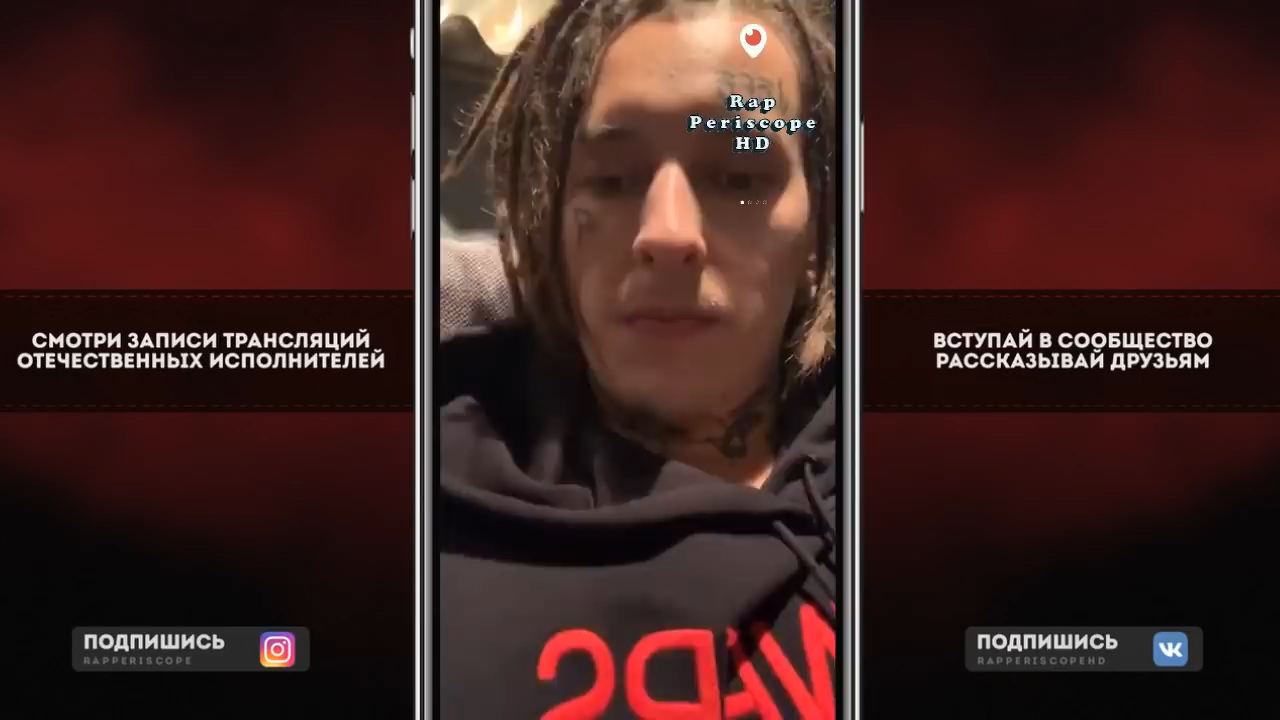 Rap
Periscope
HD
СМОТРИ ЗАПИСИ ТРАНСЛЯЦИЙ
ОТЕЧЕСТВЕННЫХ ИСПОЛНИТЕЛЕЙ
ВСТУПАЙ В СООБЩЕСТВО
РАССКАЗЫВАЙ ДРУЗЬЯМ
ПОДПИШИСЬ
RAPPERISCOPE
ПОДПИШИСЬ
RAPPERISCOPEHD